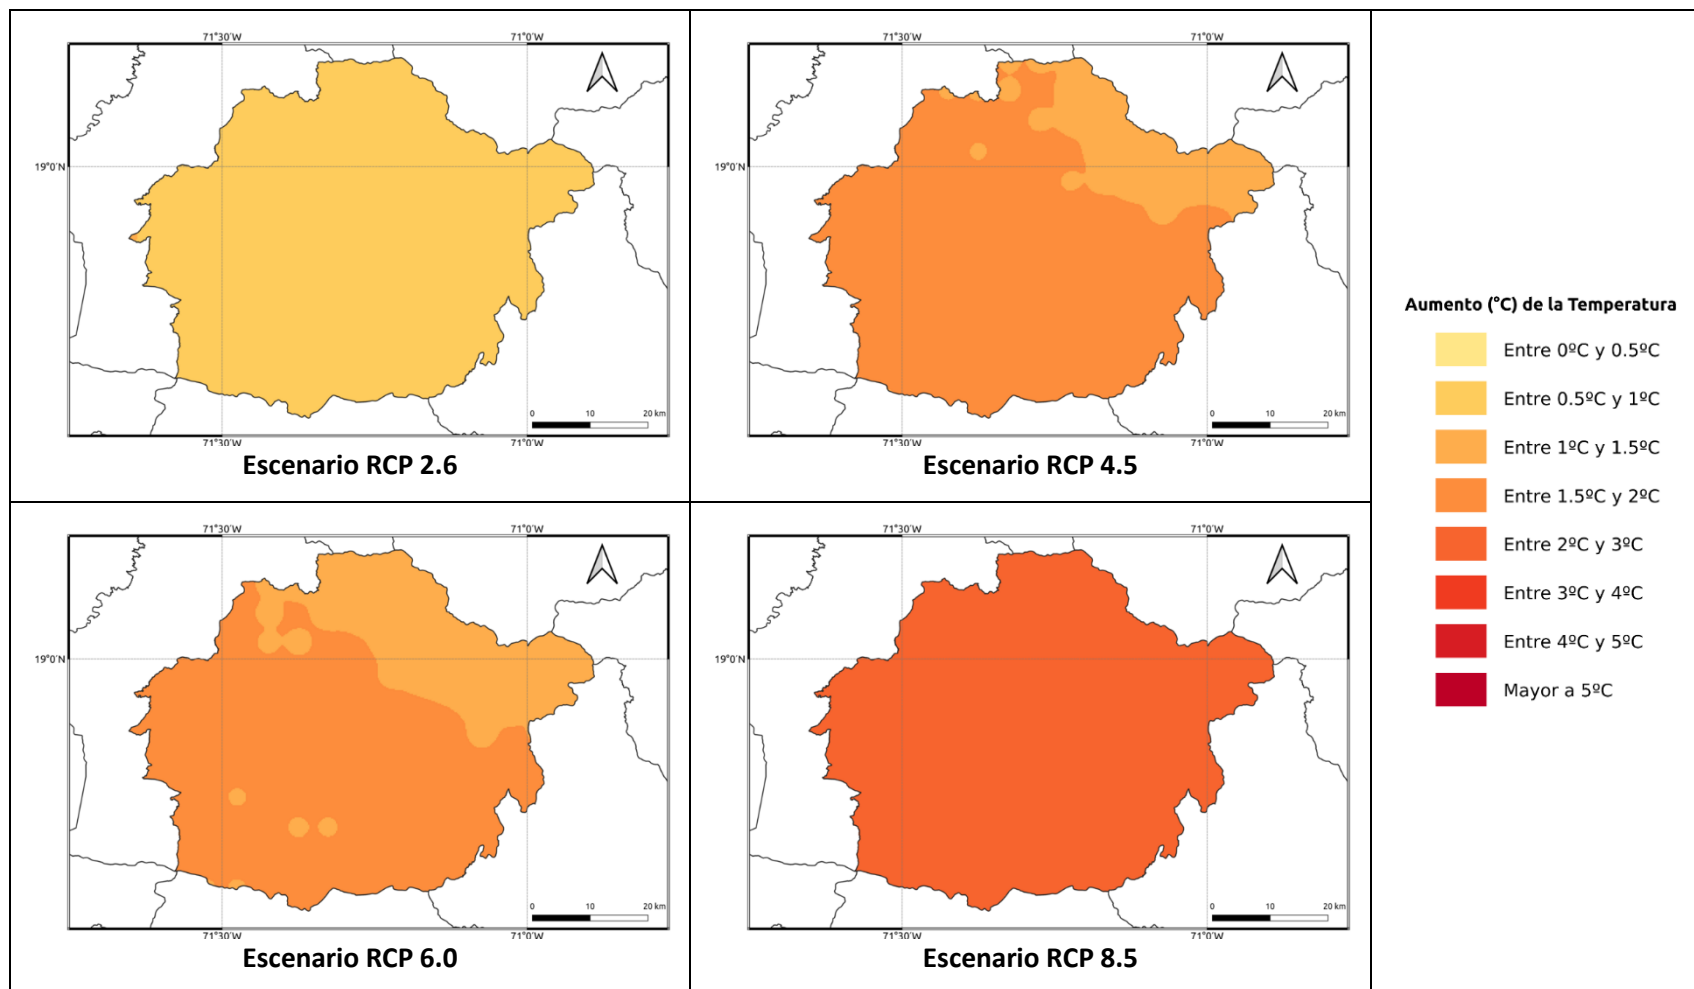 71°30'W 71°0'W
19°0'N
0 10 20 km
71°30'W 71°0'W
Escenario RCP 2.6
71°30'W 71°0'W
19°0'N
0 10 20 km
71°30'W 71°0'W
Escenario RCP 4.5
71°30'W 71°0'W
19°0'N
0 10 20 km
71°30'W 71°0'W
Escenario RCP 6.0
71°30'W 71°0'W
19°0'N
0 10 20 km
71°30'W 71°0'W
Escenario RCP 8.5
Aumento (°C) de la Temperatura
Entre 0ºC y 0.5ºC
Entre 0.5ºC y 1ºC
Entre 1ºC y 1.5ºC
Entre 1.5ºC y 2ºC
Entre 2ºC y 3ºC
Entre 3ºC y 4ºC
Entre 4ºC y 5ºC
Mayor a 5ºC